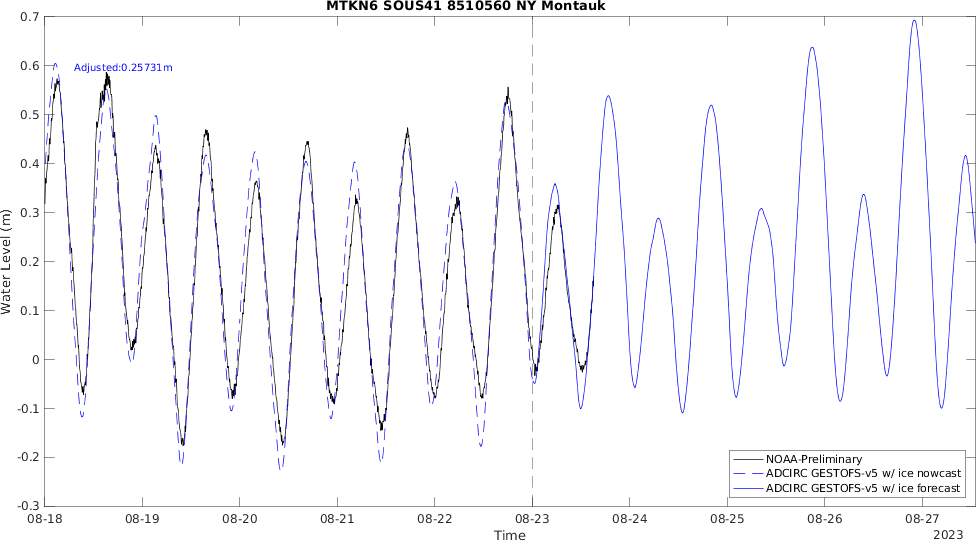 MTKN6 SOUS41 8510560 NY Montauk
0.7
0.6
0.5
0.4
0.3
0.2
0.1
0
-0.1
-0.2
-0.3
Water Level (m)
Adjusted:0.25731m
NOAA-Preliminary
ADCIRC GESTOFS-v5 w/ ice nowcast
ADCIRC GESTOFS-v5 w/ ice forecast
08-18 08-19 08-20 08-21 08-22 08-23 08-24 08-25 08-26 08-27
Time
2023